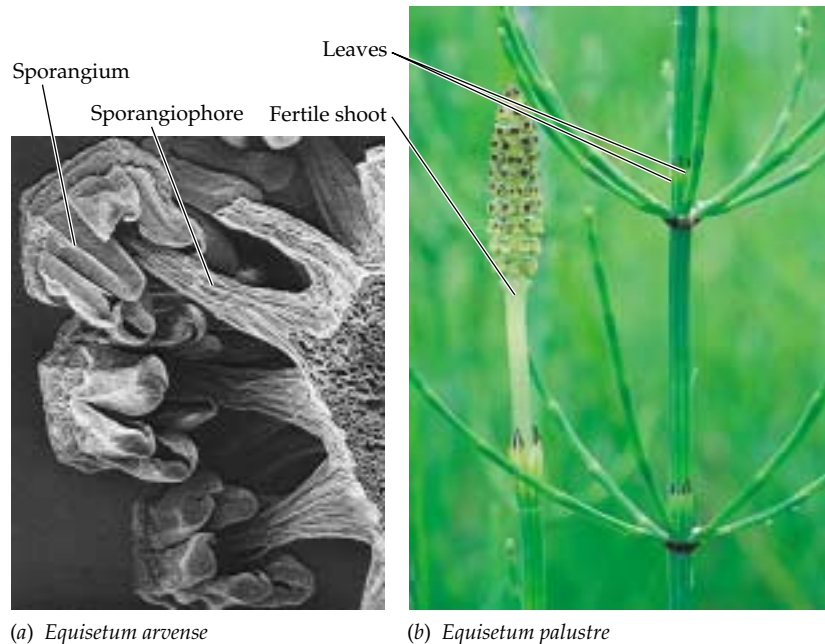 Leaves
Sporangium
Sporangiophore
Fertile shoot
(a) Equisetum arvense
(b) Equisetum palustre